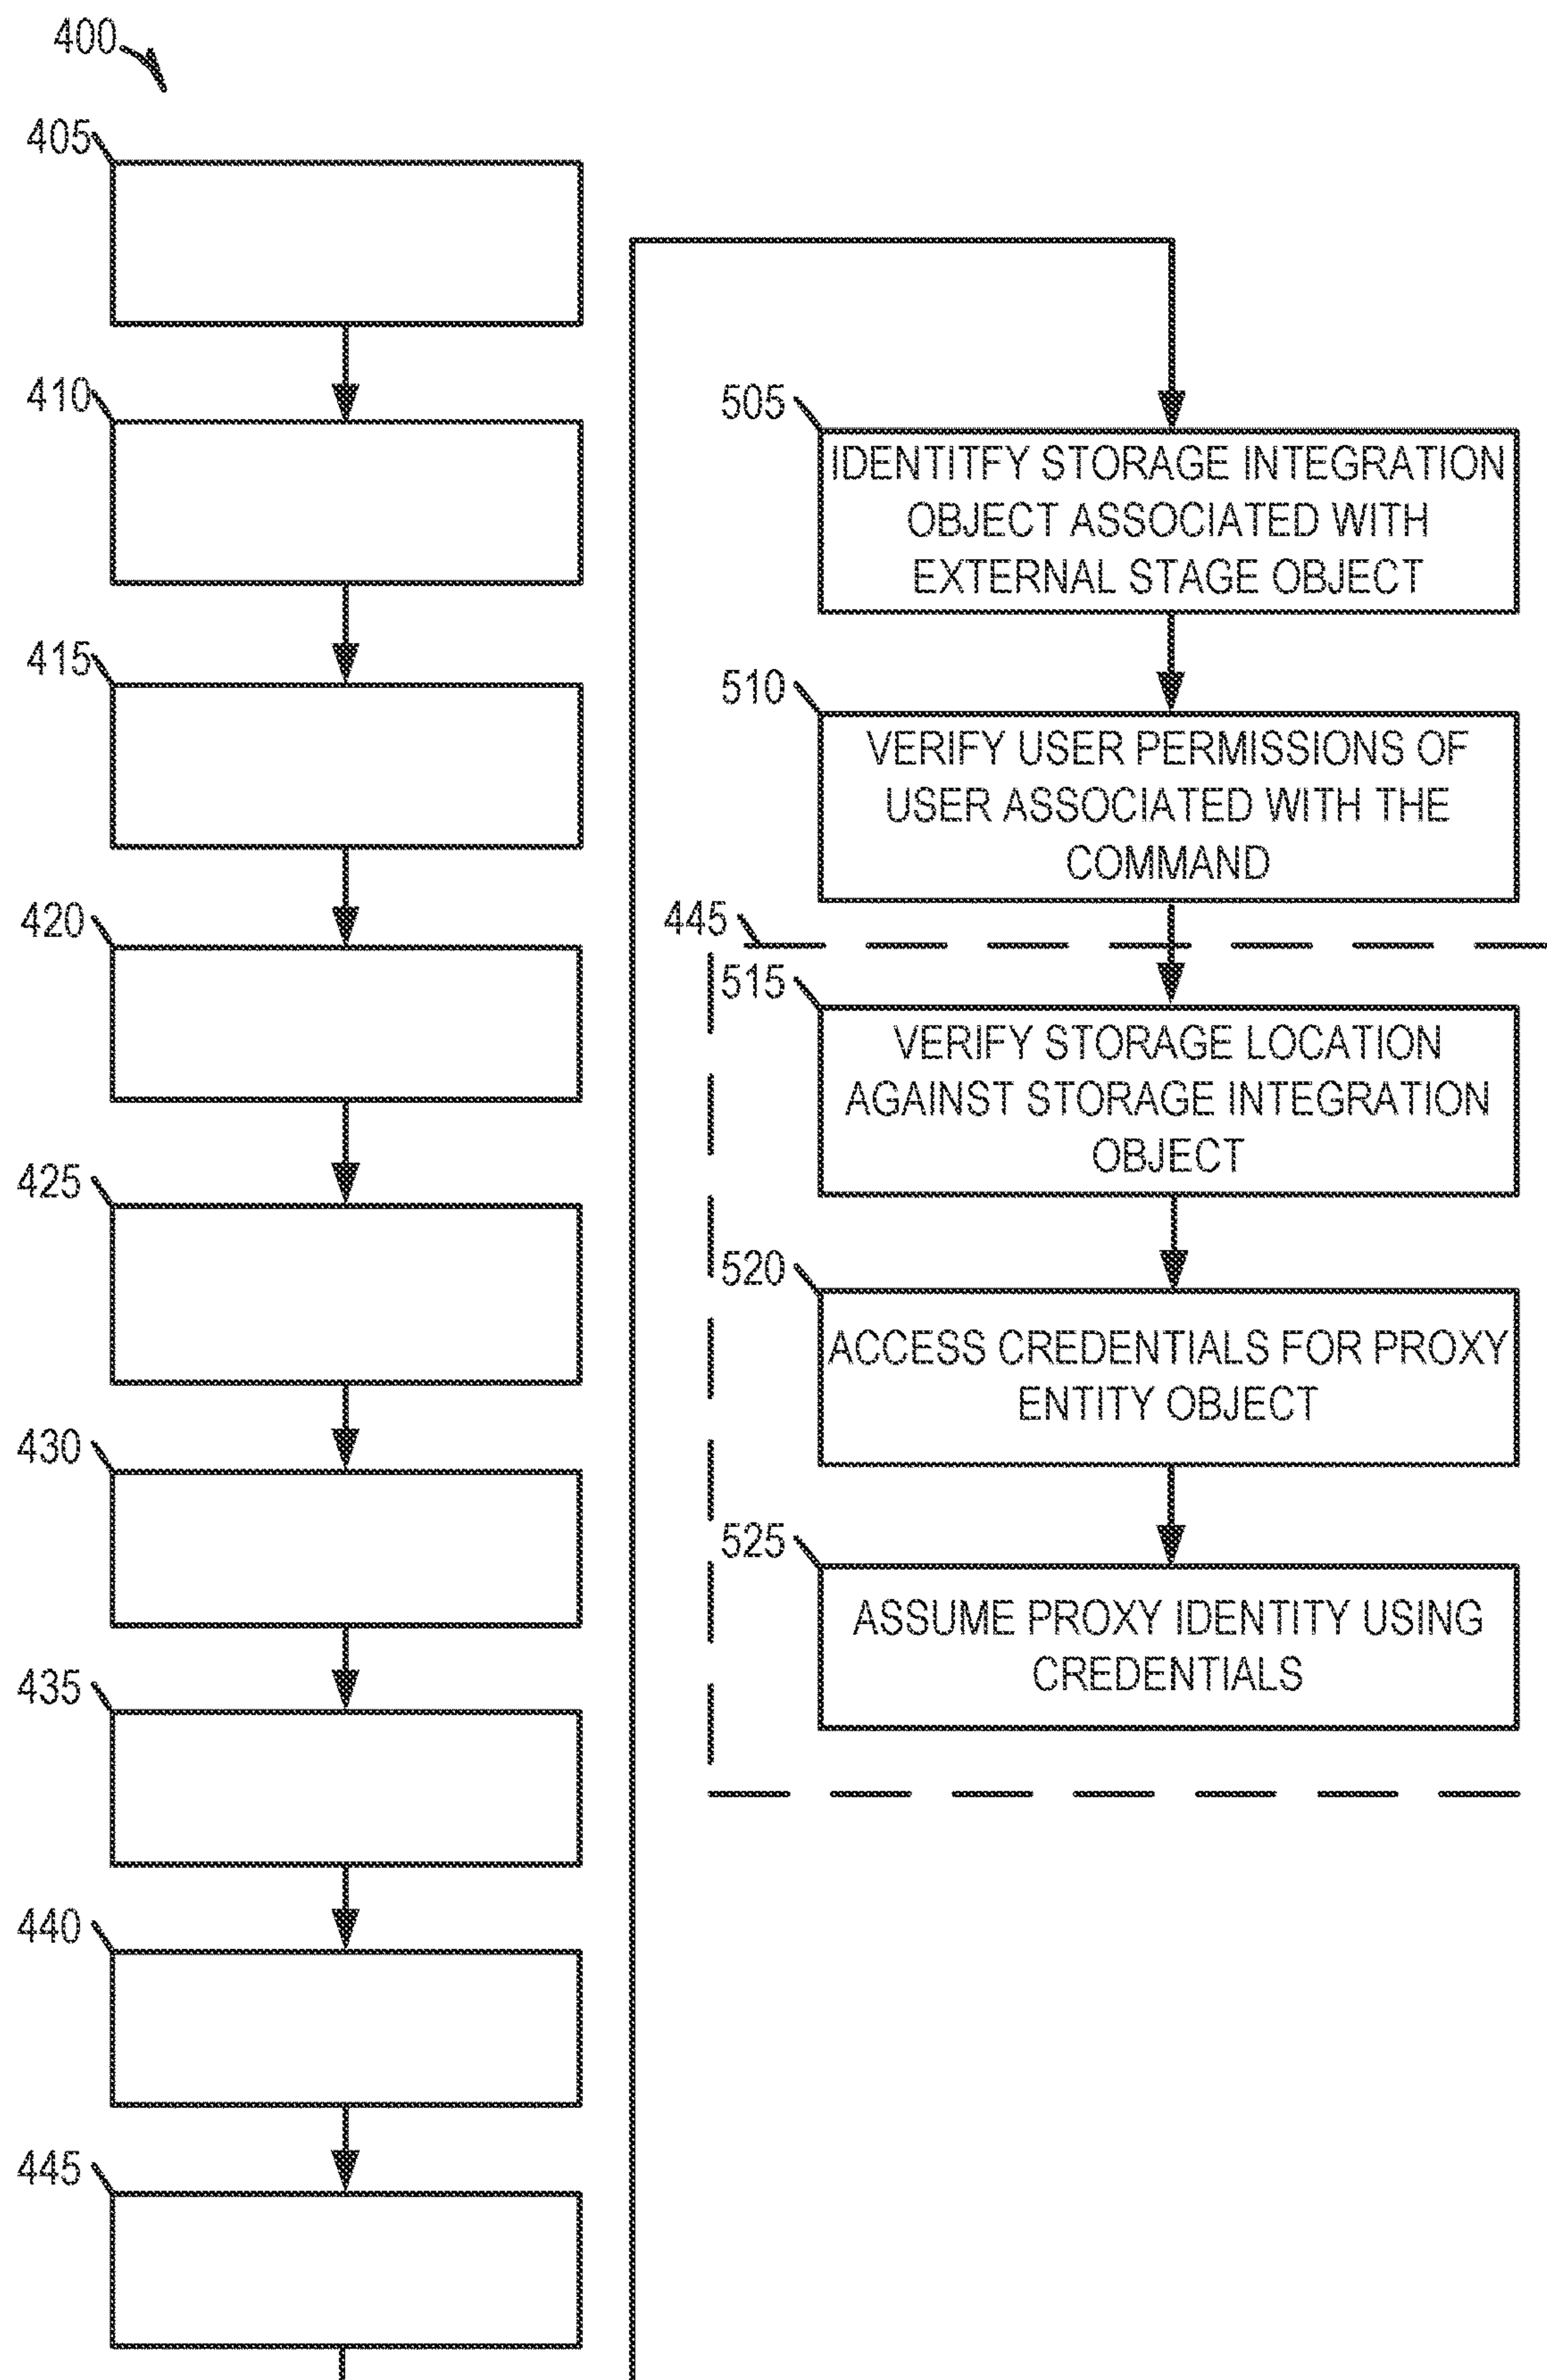 400
405
410
415
420
425
430
435
440
445
505
IDENTITFY STORAGE INTEGRATION
OBJECT ASSOCIATED WITH
EXTERNAL STAGE OBJECT
510
VERIFY USER PERMISSIONS OF
USER ASSOCIATED WITH THE
COMMAND
445
515
VERIFY STORAGE LOCATION
AGAINST STORAGE INTEGRATION
OBJECT
520
ACCESS CREDENTIALS FOR PROXY
ENTITY OBJECT
525
ASSUME PROXY IDENTITY USING
CREDENTIALS